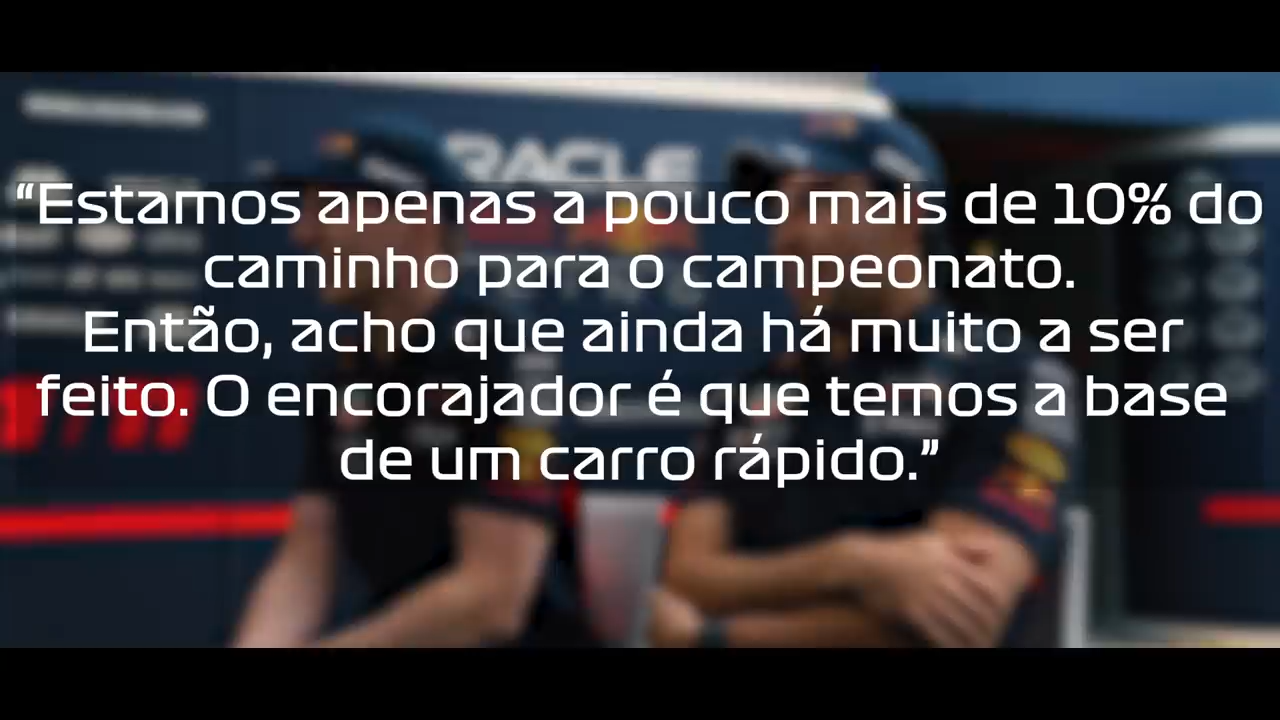 ORACLE
“Estamos apenas a pouco mais de 10% do
caminho para o campeonato.
Então, acho que ainda há muito a ser
feito. O encorajador é que temos a base
de um carro rápido.”